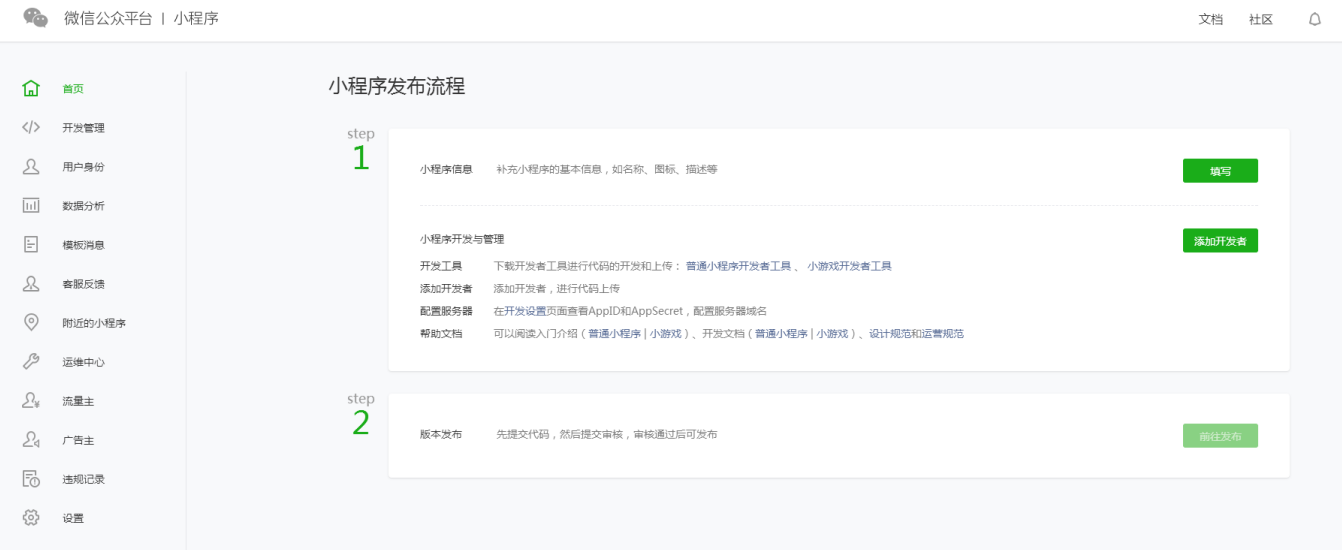 微信公众平台 | 小程序
文档 社区
首页
开发管理
用户身份
数据分析
模板消息
客服反馈
附近的小程序
运维中心
流量主
广告主
违规记录
设置
小程序发布流程
step
1
小程序信息 补充小程序的基本信息，如名称、图标、描述等 填写
小程序开发与管理 添加开发者
开发工具 下载开发者工具进行代码的开发和上传： 普通小程序开发者工具 、 小游戏开发者工具
添加开发者 添加开发者，进行代码上传
配置服务器 在开发设置页面查看AppID和AppSecret，配置服务器域名
帮助文档 可以阅读入门介绍（普通小程序 | 小游戏）、开发文档（普通小程序 | 小游戏）、设计规范和运营规范
step
2
版本发布 先提交代码，然后提交审核，审核通过后可发布 前往发布